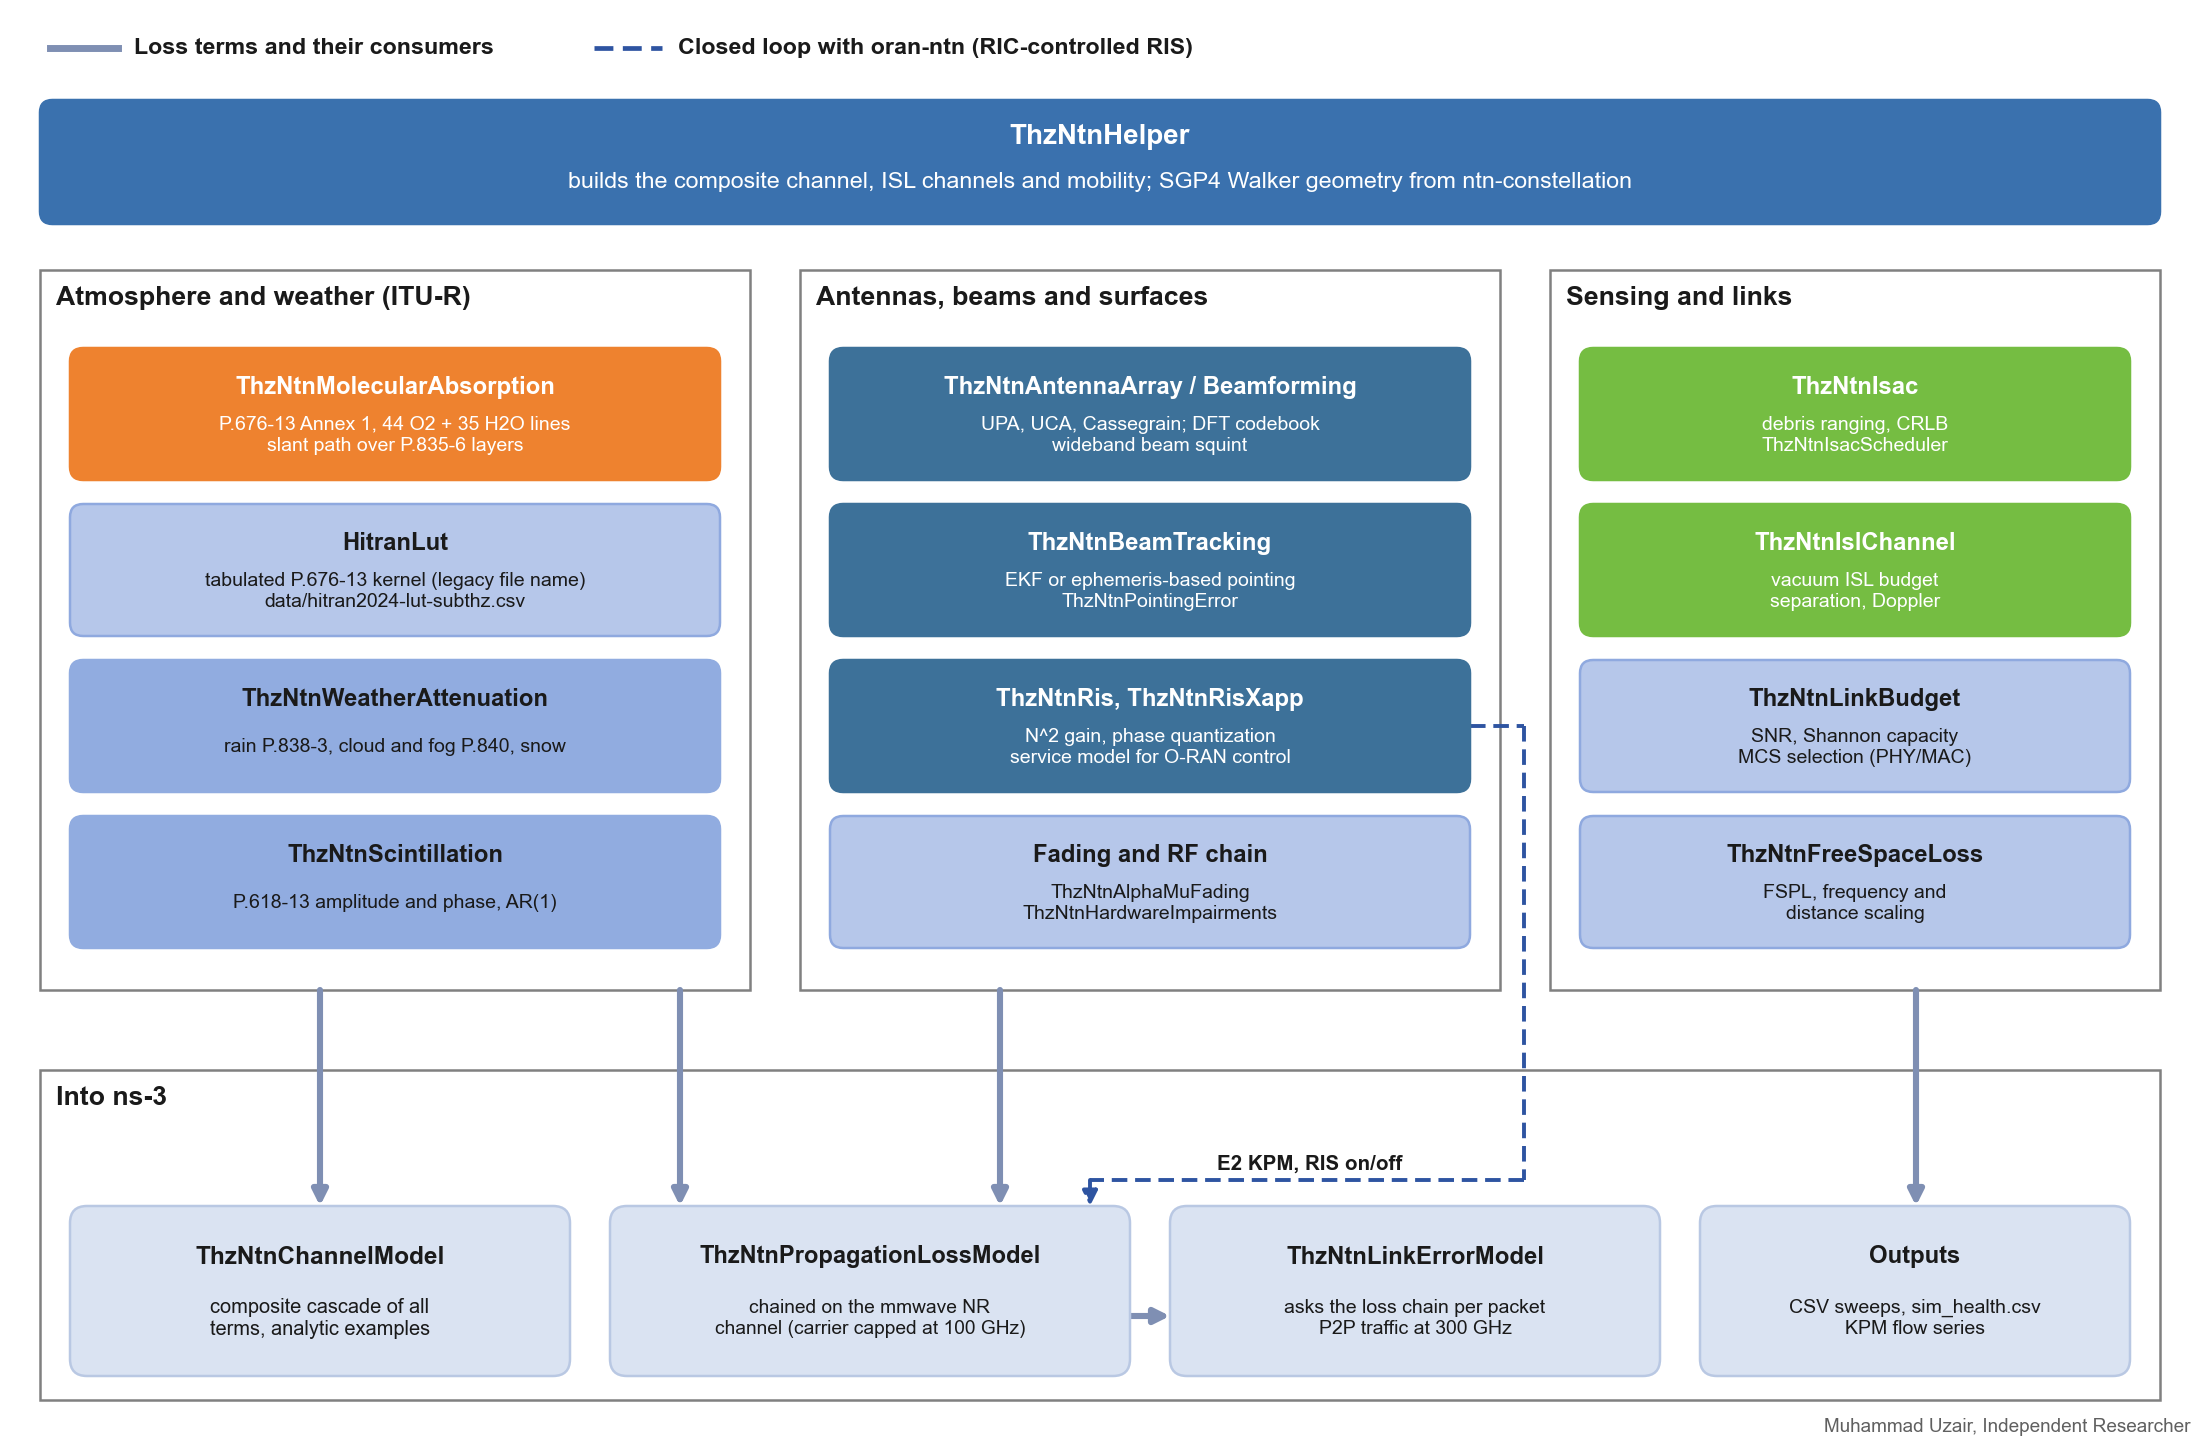 Loss terms and their consumers
Closed loop with oran-ntn (RIC-controlled RIS)
ThzNtnHelper
builds the composite channel, ISL channels and mobility; SGP4 Walker geometry from ntn-constellation
Atmosphere and weather (ITU-R)
ThzNtnMolecularAbsorption
P.676-13 Annex 1, 44 O2 + 35 H2O lines
slant path over P.835-6 layers
HitranLut
tabulated P.676-13 kernel (legacy file name)
data/hitran2024-lut-subthz.csv
ThzNtnWeatherAttenuation
rain P.838-3, cloud and fog P.840, snow
ThzNtnScintillation
P.618-13 amplitude and phase, AR(1)
Antennas, beams and surfaces
ThzNtnAntennaArray / Beamforming
UPA, UCA, Cassegrain; DFT codebook
wideband beam squint
ThzNtnBeamTracking
EKF or ephemeris-based pointing
ThzNtnPointingError
ThzNtnRis, ThzNtnRisXapp
N^2 gain, phase quantization
service model for O-RAN control
Fading and RF chain
ThzNtnAlphaMuFading
ThzNtnHardwareImpairments
Sensing and links
ThzNtnIsac
debris ranging, CRLB
ThzNtnIsacScheduler
ThzNtnIslChannel
vacuum ISL budget
separation, Doppler
ThzNtnLinkBudget
SNR, Shannon capacity
MCS selection (PHY/MAC)
ThzNtnFreeSpaceLoss
FSPL, frequency and
distance scaling
Into ns-3
E2 KPM, RIS on/off
ThzNtnChannelModel
composite cascade of all
terms, analytic examples
ThzNtnPropagationLossModel
chained on the mmwave NR
channel (carrier capped at 100 GHz)
ThzNtnLinkErrorModel
asks the loss chain per packet
P2P traffic at 300 GHz
Outputs
CSV sweeps, sim_health.csv
KPM flow series
Muhammad Uzair, Independent Researcher